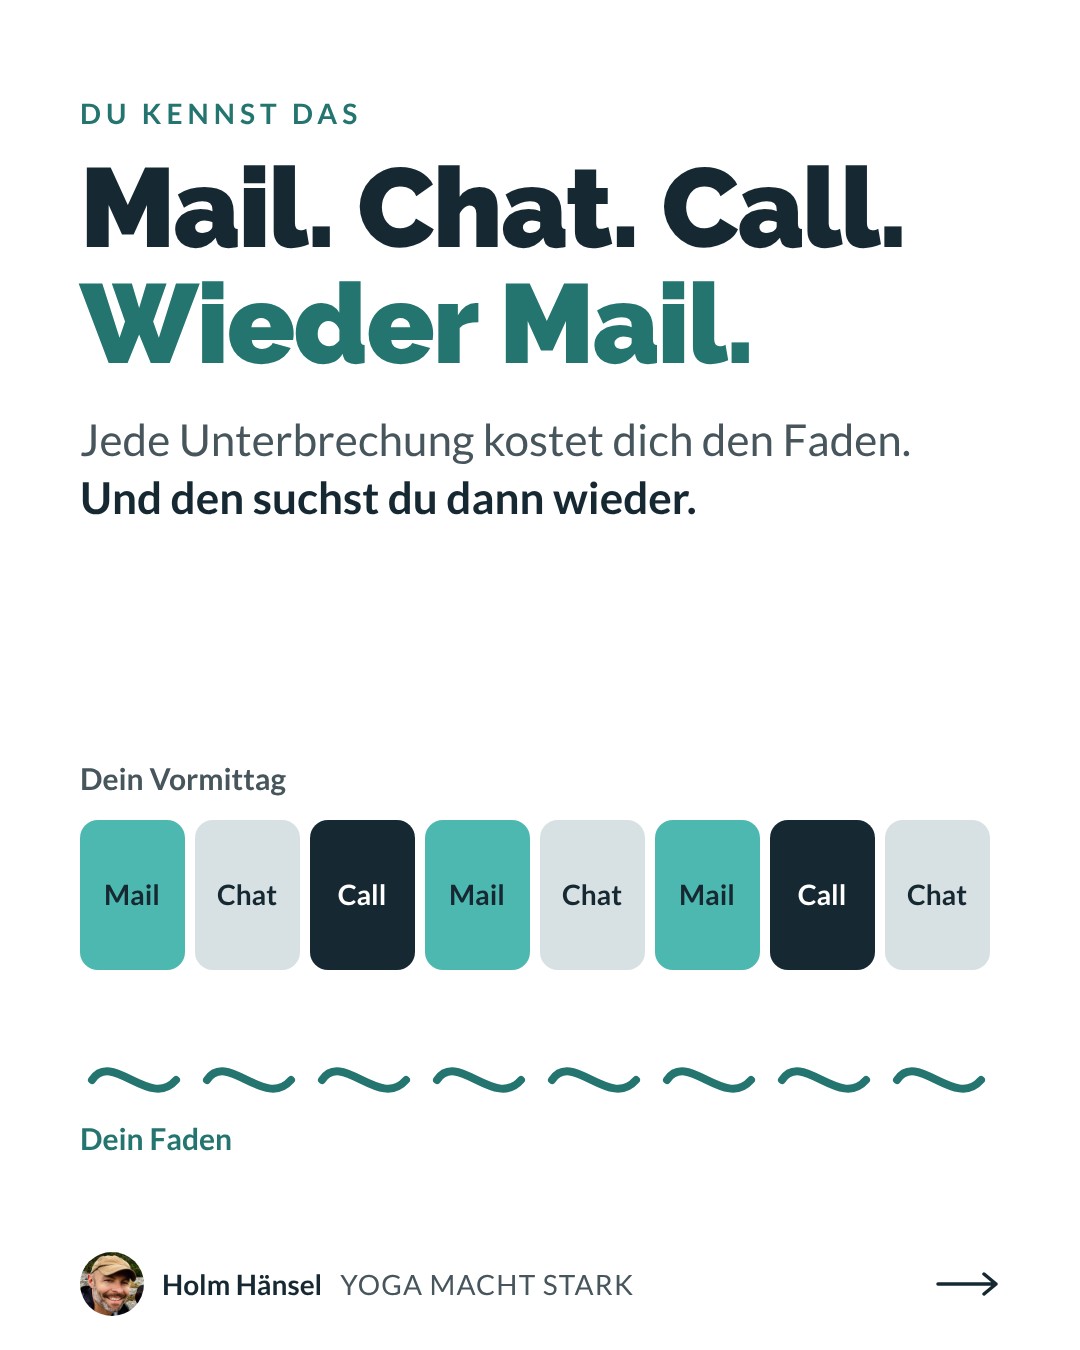 DU KENNST DAS
Mail. Chat. Call.
Wieder Mail.
Jede Unterbrechung kostet dich den Faden.
Und den suchst du dann wieder.
Dein Vormittag
Mail Chat Call Mail Chat Mail Call Chat
Dein Faden
Holm Hänsel YOGA MACHT STARK